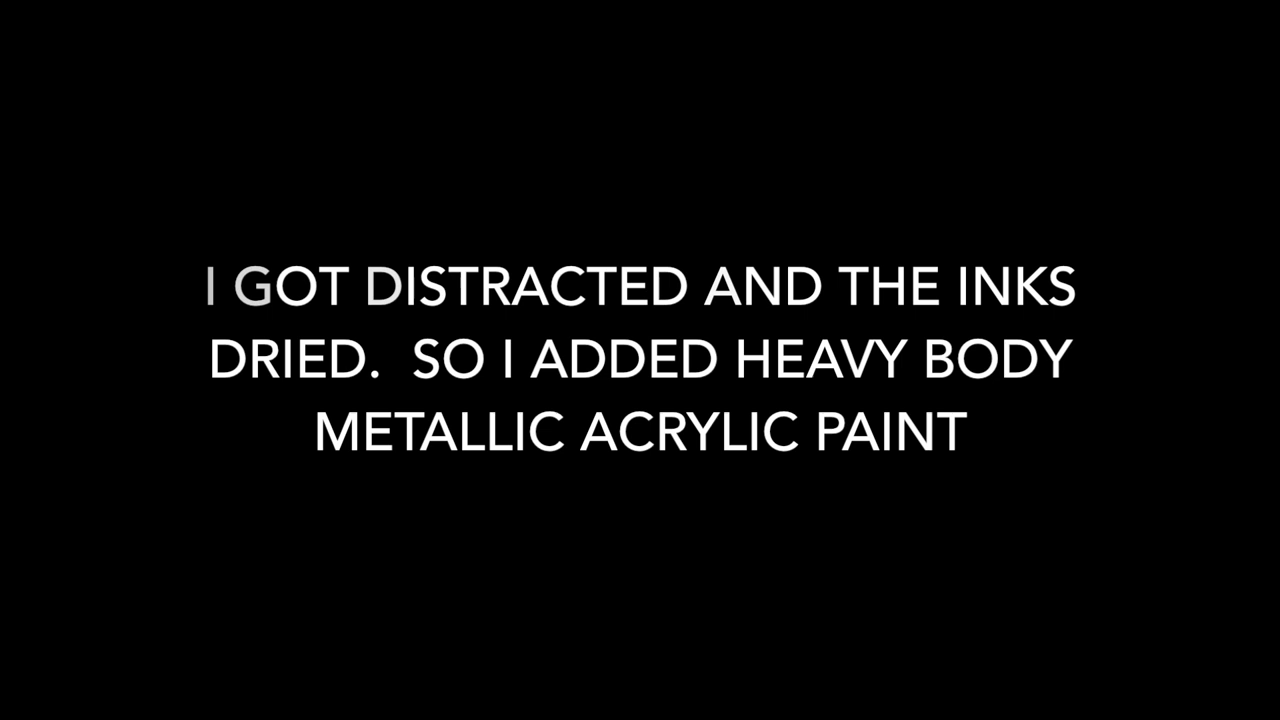 I GOT DISTRACTED AND THE INKS
DRIED.  SO I ADDED HEAVY BODY
METALLIC ACRYLIC PAINT